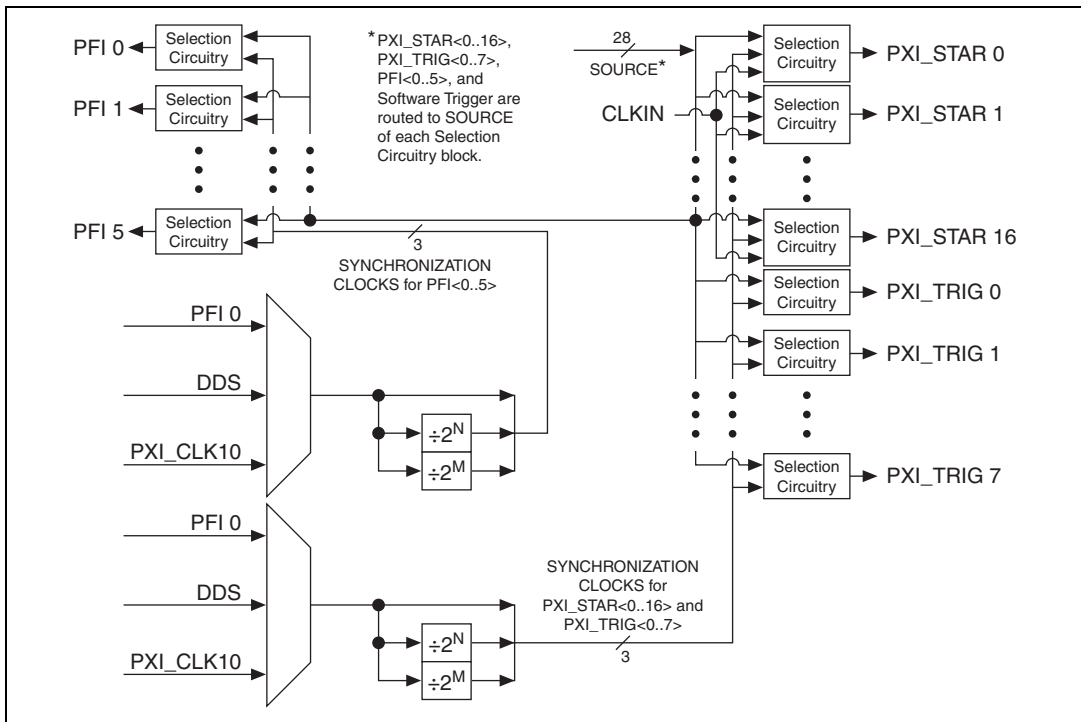 PFI 0
Selection
Circuitry
PFI 1
Selection
Circuitry
PFI 5
Selection
Circuitry
*PXI_STAR<0..16>,
PXI_TRIG<0..7>,
PFI<0..5>, and
Software Trigger are
routed to SOURCE
of each Selection
Circuitry block.
28
SOURCE*
CLKIN
Selection
Circuitry
PXI_STAR 0
Selection
Circuitry
PXI_STAR 1
Selection
Circuitry
PXI_STAR 16
Selection
Circuitry
PXI_TRIG 0
Selection
Circuitry
PXI_TRIG 1
Selection
Circuitry
PXI_TRIG 7
3
SYNCHRONIZATION
CLOCKS for PFI<0..5>
PFI 0
DDS
PXI_CLK10
÷2^N
÷2^M
PFI 0
DDS
PXI_CLK10
÷2^N
÷2^M
SYNCHRONIZATION
CLOCKS for
PXI_STAR<0..16> and
PXI_TRIG<0..7>
3